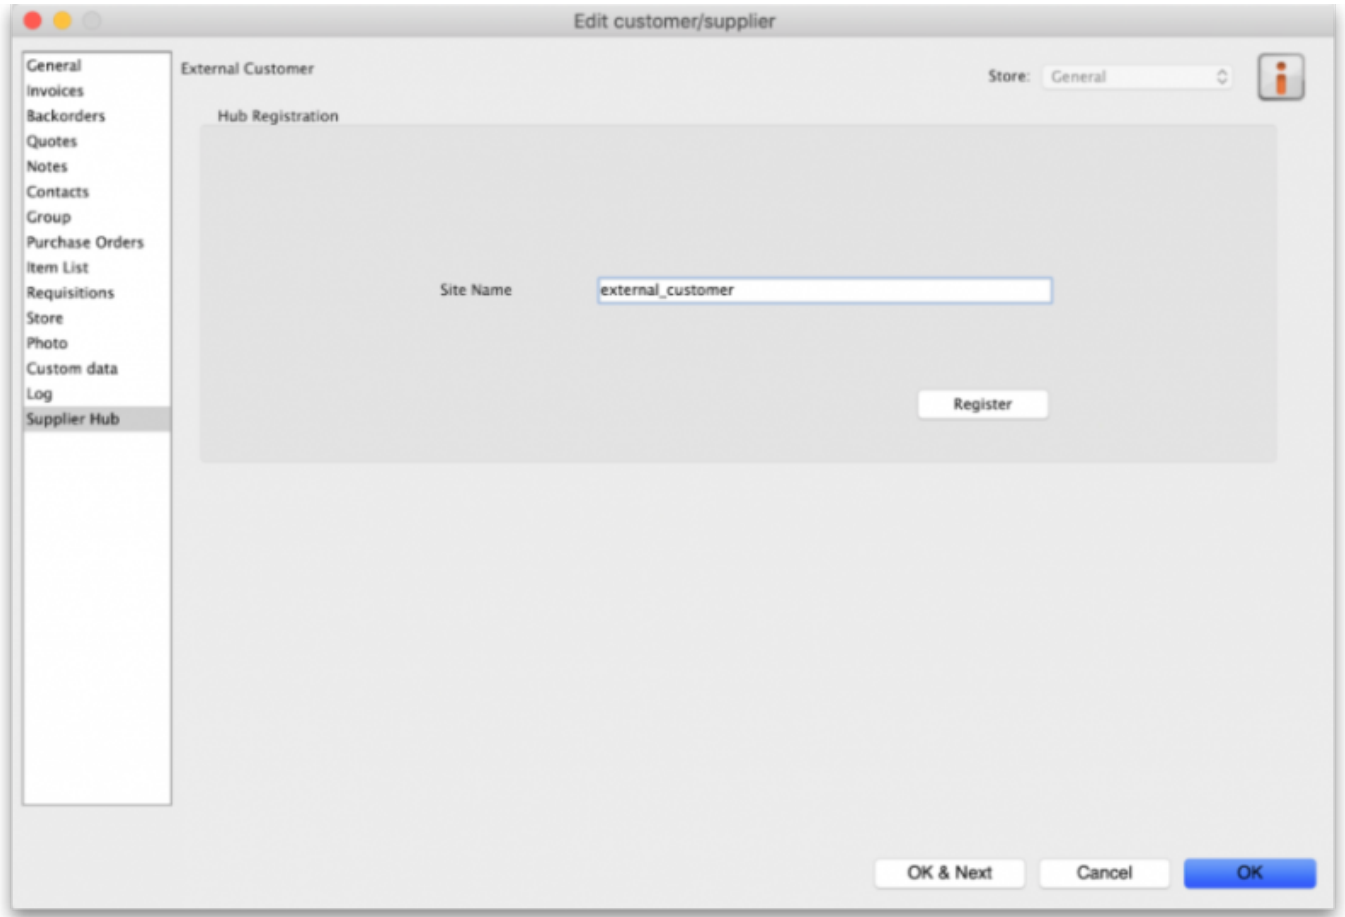 Edit customer/supplier
General
Invoices
Backorders
Quotes
Notes
Contacts
Group
Purchase Orders
Item List
Requisitions
Store
Photo
Custom data
Log
Supplier Hub
External Customer
Store: General
Hub Registration
Site Name external_customer
Register
OK & Next Cancel OK